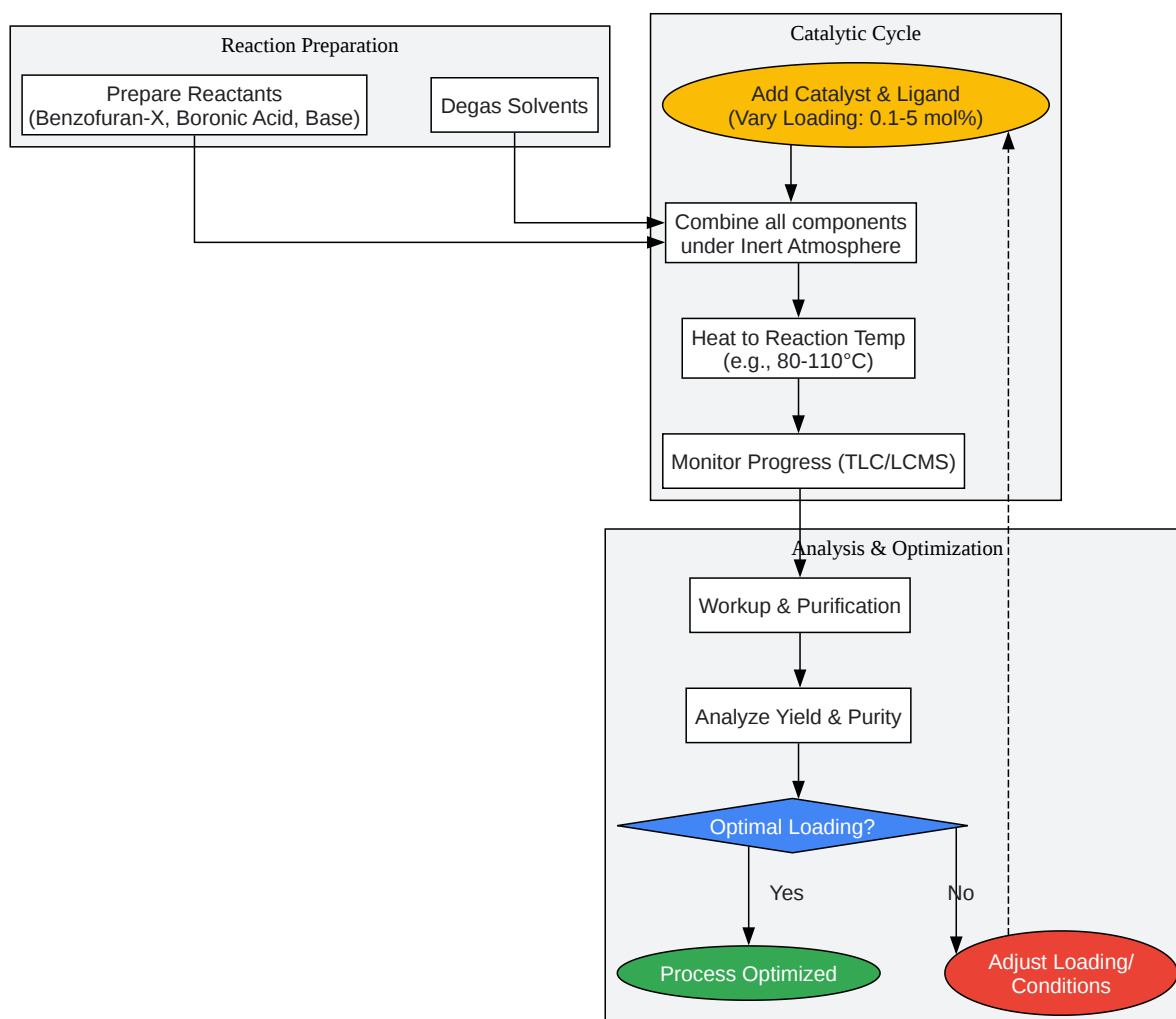 Reaction Preparation
Prepare Reactants
(Benzofuran-X, Boronic Acid, Base)
Degas Solvents
Catalytic Cycle
Add Catalyst & Ligand
(Vary Loading: 0.1-5 mol%)
Combine all components
under Inert Atmosphere
Heat to Reaction Temp
(e.g., 80-110°C)
Monitor Progress (TLC/LCMS)
Analysis & Optimization
Workup & Purification
Analyze Yield & Purity
Optimal Loading?
Yes
No
Process Optimized
Adjust Loading/
Conditions